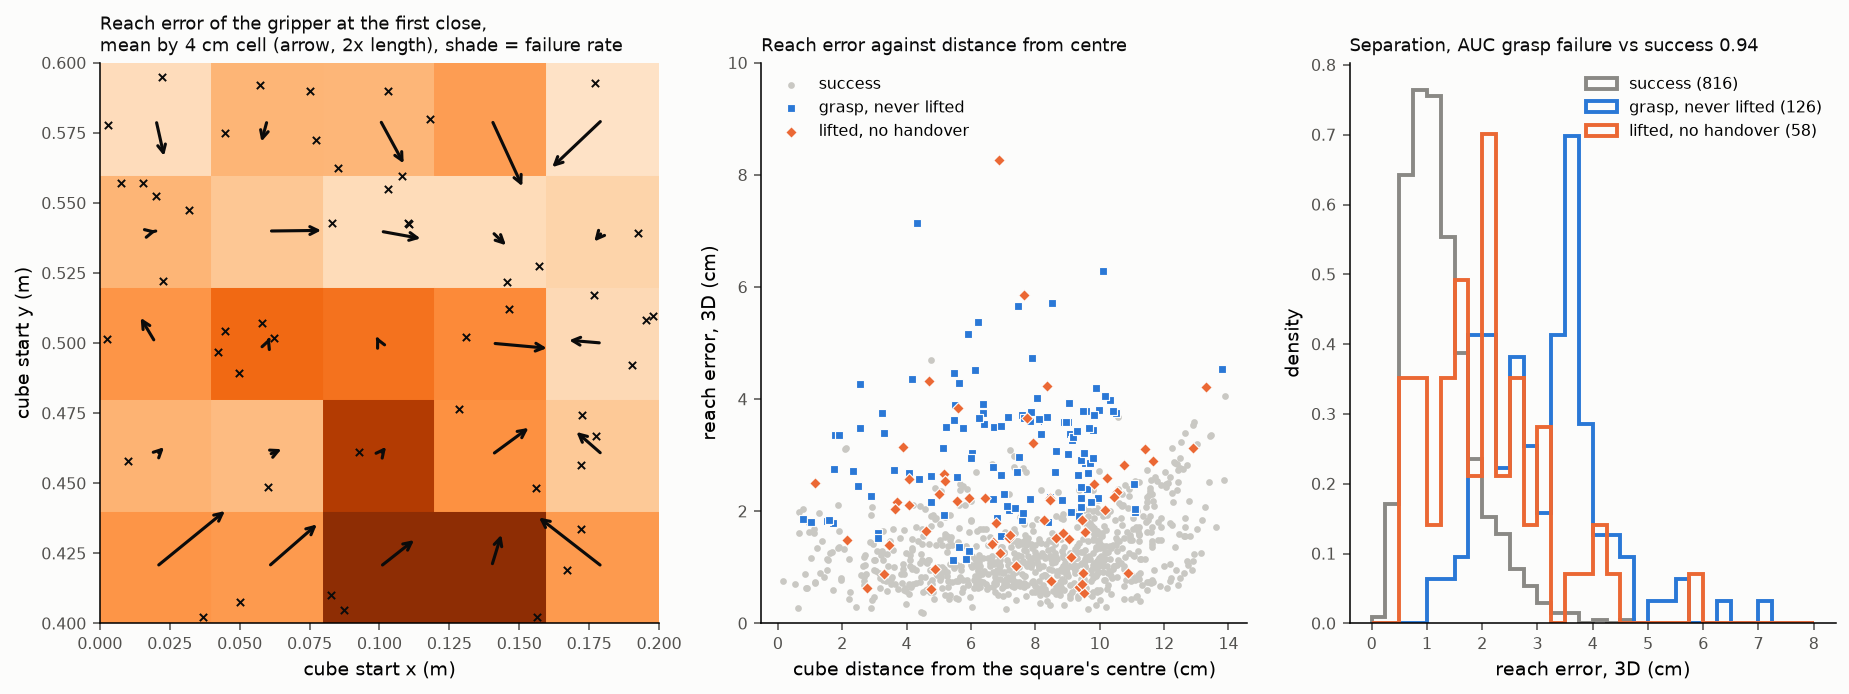 Reach error of the gripper at the first close,
mean by 4 cm cell (arrow, 2x length), shade = failure rate
0.600
0.575
0.550
0.525
0.500
0.475
0.450
0.425
0.400
cube start y (m)
0.000 0.025 0.050 0.075 0.100 0.125 0.150 0.175 0.200
cube start x (m)
Reach error against distance from centre
success
grasp, never lifted
lifted, no handover
10
8
6
4
2
0
reach error, 3D (cm)
0 2 4 6 8 10 12 14
cube distance from the square's centre (cm)
Separation, AUC grasp failure vs success 0.94
success (816)
grasp, never lifted (126)
lifted, no handover (58)
0.8
0.7
0.6
0.5
0.4
0.3
0.2
0.1
0.0
density
0 1 2 3 4 5 6 7 8
reach error, 3D (cm)